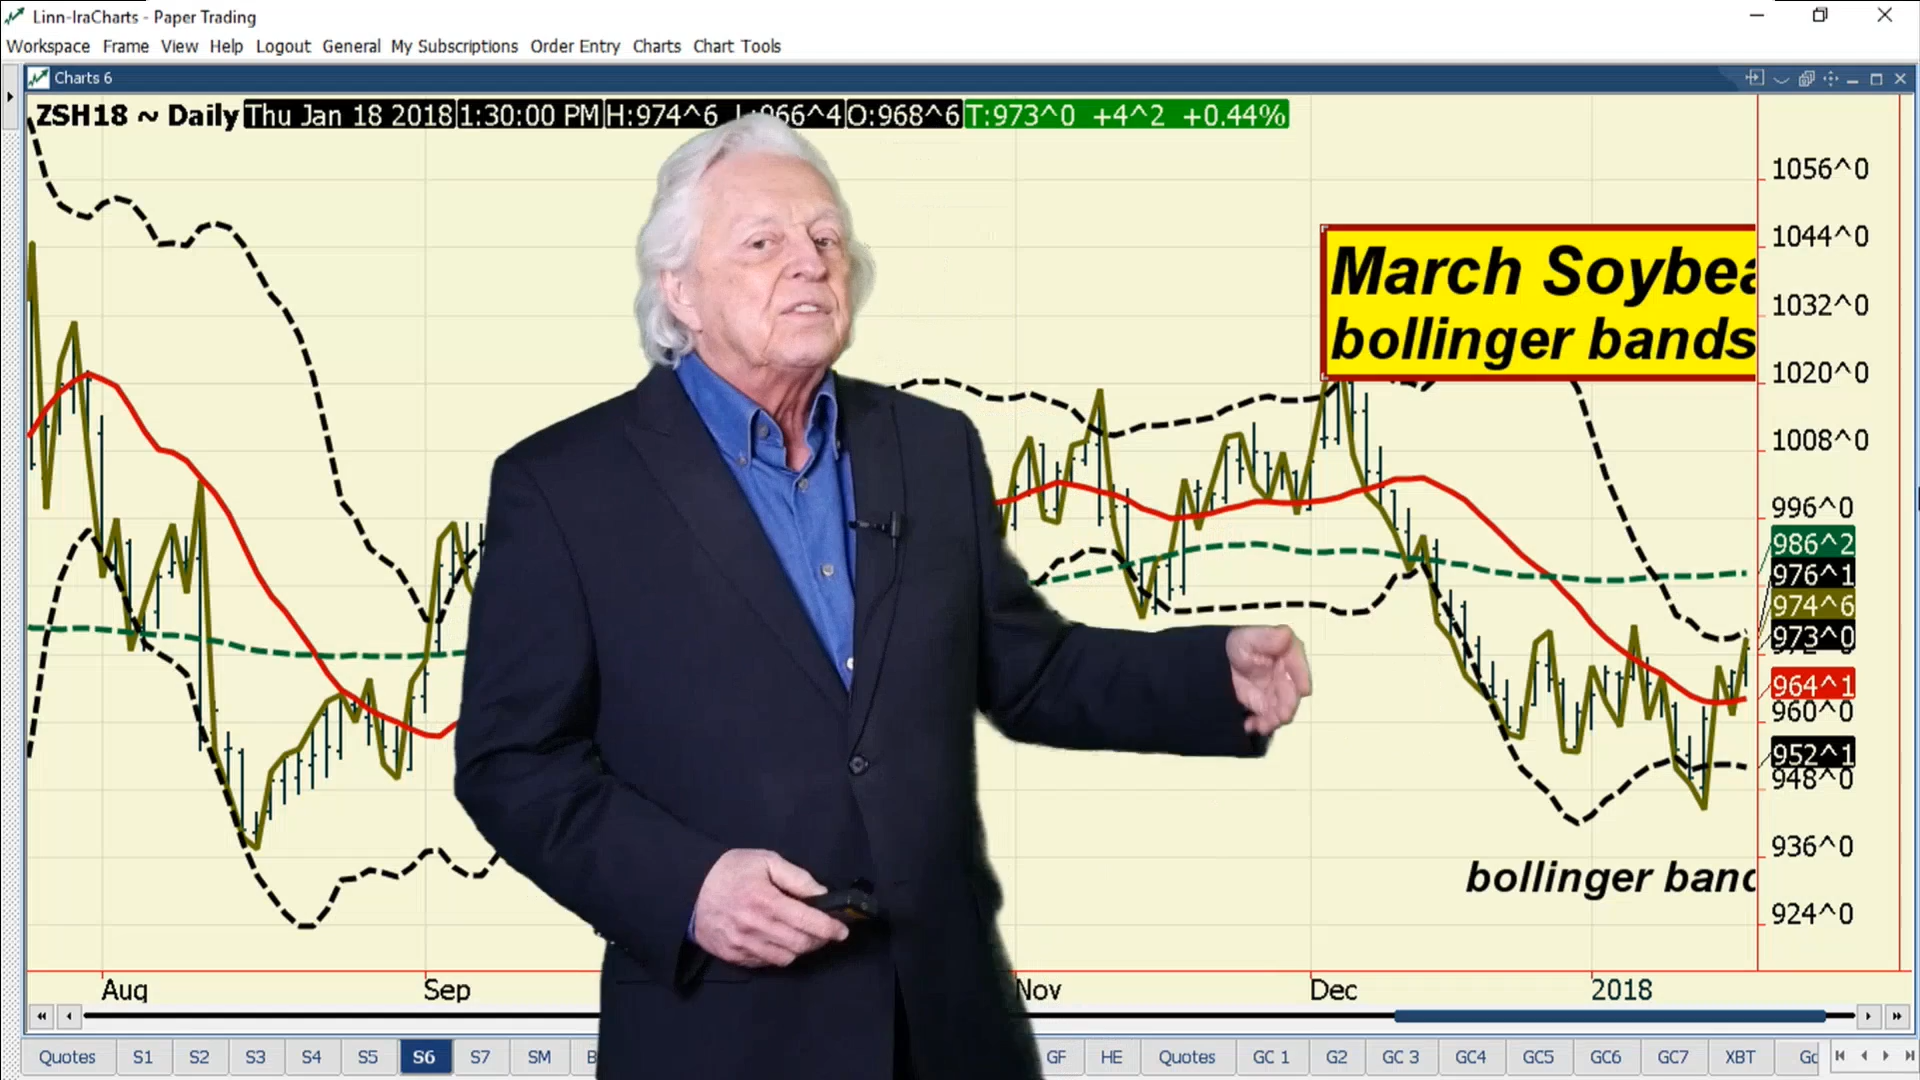 Linn-IraCharts - Paper Trading
Workspace Frame View Help Logout General My Subscriptions Order Entry Charts Chart Tools
Charts 6
ZSH18 ~ Daily Thu Jan 18 2018 1:30:00 PM H:974^6 L:966^4 O:968^6 T:973^0 +4^2 +0.44%
1056^0
1044^0
March Soybea
1032^0
bollinger bands
1020^0
1008^0
996^0
986^2
976^1
974^6
973^0
964^1
960^0
952^1
948^0
936^0
bollinger band
924^0
Aug Sep Nov Dec 2018
Quotes S1 S2 S3 S4 S5 S6 S7 SM GF HE Quotes GC 1 G2 GC 3 GC4 GC5 GC6 GC7 XBT